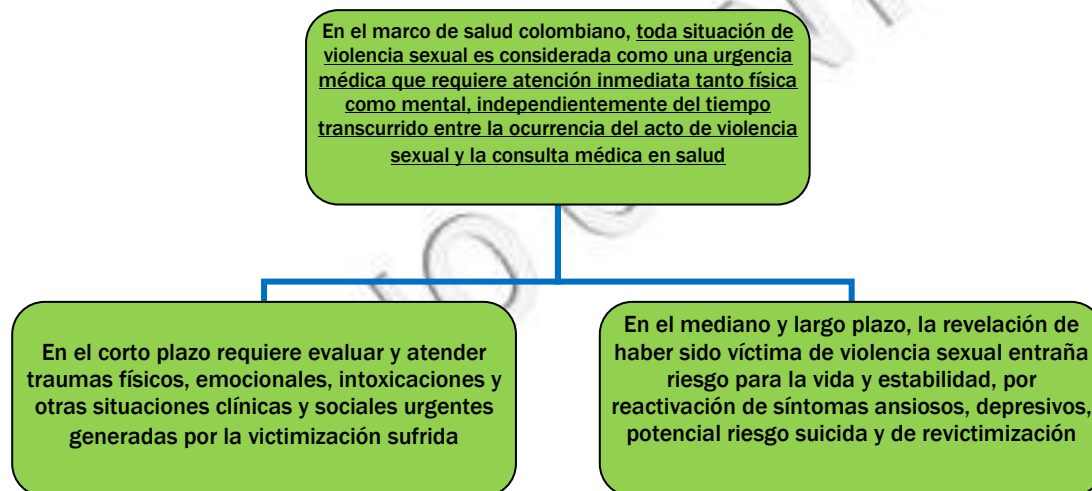 En el marco de salud colombiano, toda situación de
violencia sexual es considerada como una urgencia
médica que requiere atención inmediata tanto física
como mental, independientemente del tiempo
transcurrido entre la ocurrencia del acto de violencia
sexual y la consulta médica en salud
En el corto plazo requiere evaluar y atender
traumas físicos, emocionales, intoxicaciones y
otras situaciones clínicas y sociales urgentes
generadas por la victimización sufrida
En el mediano y largo plazo, la revelación de
haber sido víctima de violencia sexual entraña
riesgo para la vida y estabilidad, por
reactivación de síntomas ansiosos, depresivos,
potencial riesgo suicida y de revictimización